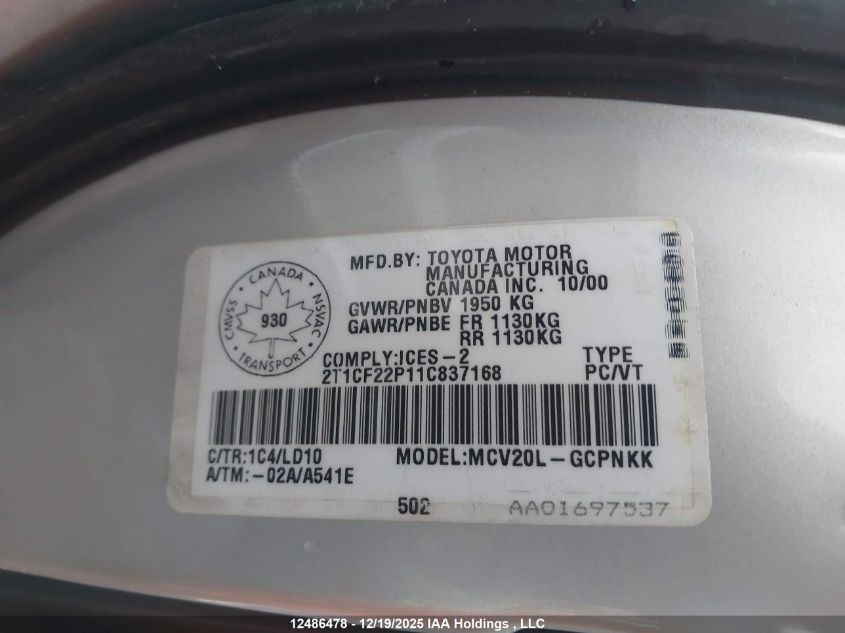 CANADA
CMVSS
NSVAC
930
TRANSPORT
MFD.BY: TOYOTA MOTOR
MANUFACTURING
CANADA INC. 10/00
GVWR/PNBV 1950 KG
GAWR/PNBE FR 1130KG
RR 1130KG
COMPLY:ICES-2
TYPE
2T1CF22P11C837168
PC/VT
C/TR:1C4/LD10
MODEL:MCV20L-GCPNKK
A/TM:-02A/A541E
502
AA01697537
12486478 - 12/19/2025 IAA Holdings , LLC